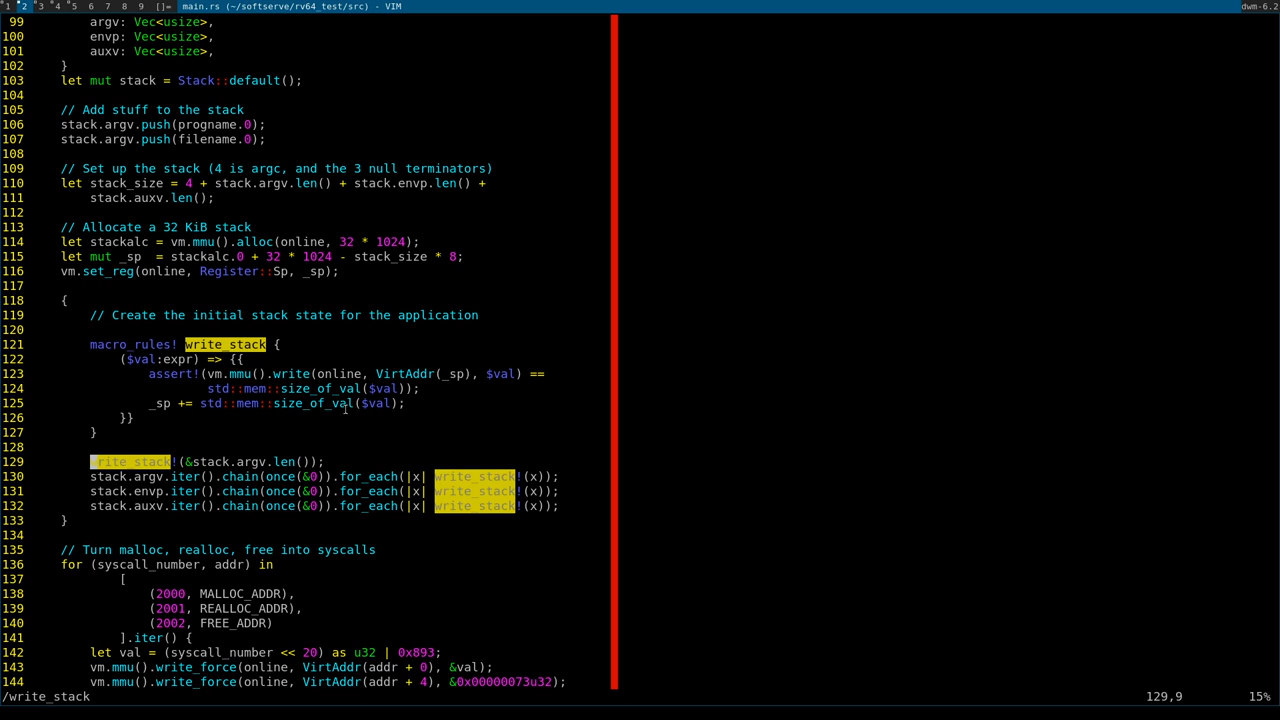 1 2 3 4 5 6 7 8 9 []= main.rs (~/softserve/rv64_test/src) - VIM dwm-6.2
99         argv: Vec<usize>,
100         envp: Vec<usize>,
101         auxv: Vec<usize>,
102     }
103     let mut stack = Stack::default();
104
105     // Add stuff to the stack
106     stack.argv.push(progname.0);
107     stack.argv.push(filename.0);
108
109     // Set up the stack (4 is argc, and the 3 null terminators)
110     let stack_size = 4 + stack.argv.len() + stack.envp.len() +
111         stack.auxv.len();
112
113     // Allocate a 32 KiB stack
114     let stackalc = vm.mmu().alloc(online, 32 * 1024);
115     let mut _sp  = stackalc.0 + 32 * 1024 - stack_size * 8;
116     vm.set_reg(online, Register::Sp, _sp);
117
118     {
119         // Create the initial stack state for the application
120
121         macro_rules! write_stack {
122             ($val:expr) => {{
123                 assert!(vm.mmu().write(online, VirtAddr(_sp), $val) ==
124                         std::mem::size_of_val($val));
125                 _sp += std::mem::size_of_val($val);
126             }}
127         }
128
129         write_stack!(&stack.argv.len());
130         stack.argv.iter().chain(once(&0)).for_each(|x| write_stack!(x));
131         stack.envp.iter().chain(once(&0)).for_each(|x| write_stack!(x));
132         stack.auxv.iter().chain(once(&0)).for_each(|x| write_stack!(x));
133     }
134
135     // Turn malloc, realloc, free into syscalls
136     for (syscall_number, addr) in
137             [
138                 (2000, MALLOC_ADDR),
139                 (2001, REALLOC_ADDR),
140                 (2002, FREE_ADDR)
141             ].iter() {
142         let val = (syscall_number << 20) as u32 | 0x893;
143         vm.mmu().write_force(online, VirtAddr(addr + 0), &val);
144         vm.mmu().write_force(online, VirtAddr(addr + 4), &0x00000073u32);
/write_stack 129,9 15%